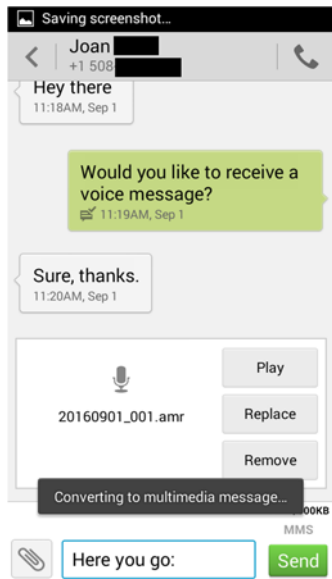 Saving screenshot...
Joan
+1 508-
Hey there
11:18AM, Sep 1
Would you like to receive a
voice message?
11:19AM, Sep 1
Sure, thanks.
11:20AM, Sep 1
Play
20160901_001.amr
Replace
Remove
Converting to multimedia message...
00KB
MMS
Here you go:
Send